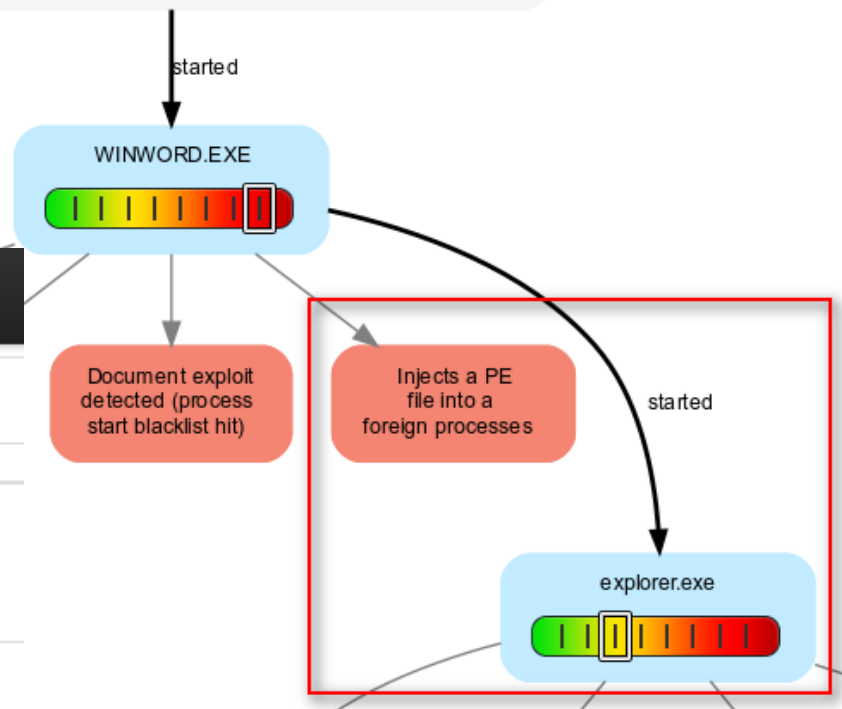 started
WINWORD.EXE
Document exploit
detected (process
start blacklist hit)
Injects a PE
file into a
foreign processes
started
explorer.exe